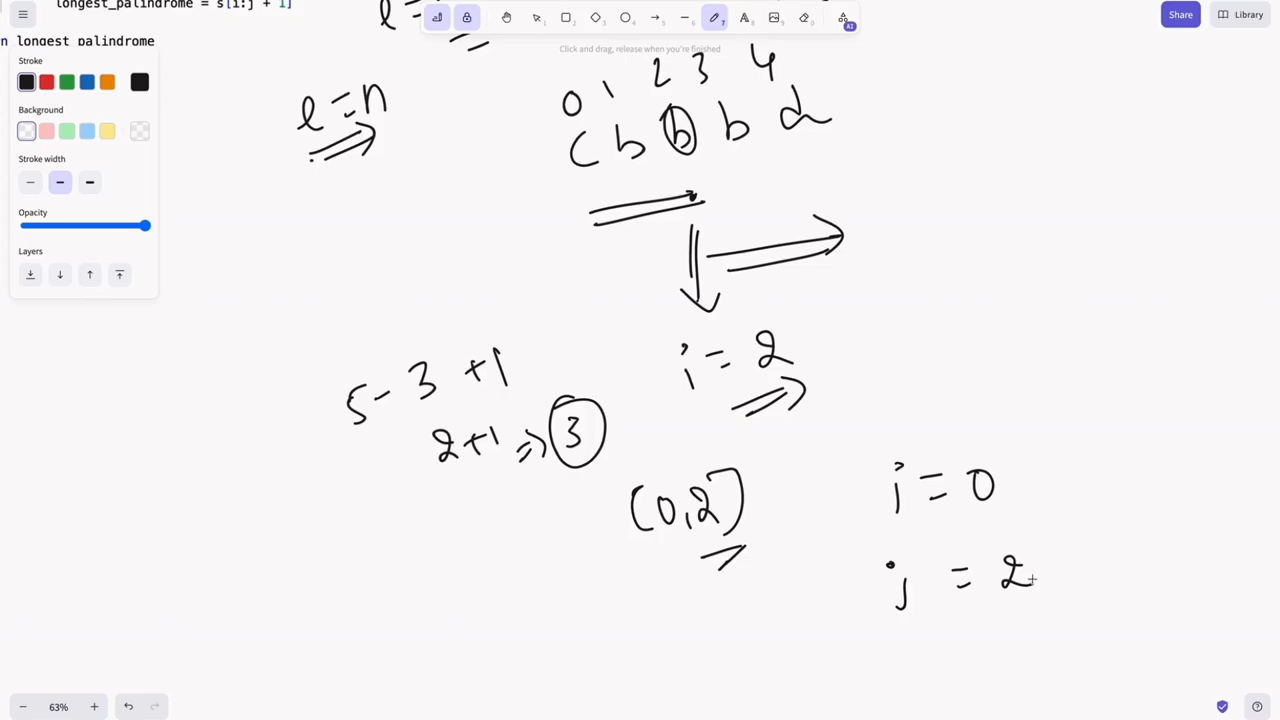 longest_palindrome = s[i:j + 1]
n longest_palindrome
Click and drag, release when you're finished
Share
Library
Stroke
Background
Stroke width
Opacity
Layers
l = n
0 1 2 3 4
c b b b d
i = 2
5 - 3 + 1
2 + 1 => 3
(0,2)
i = 0
j = 2
63%